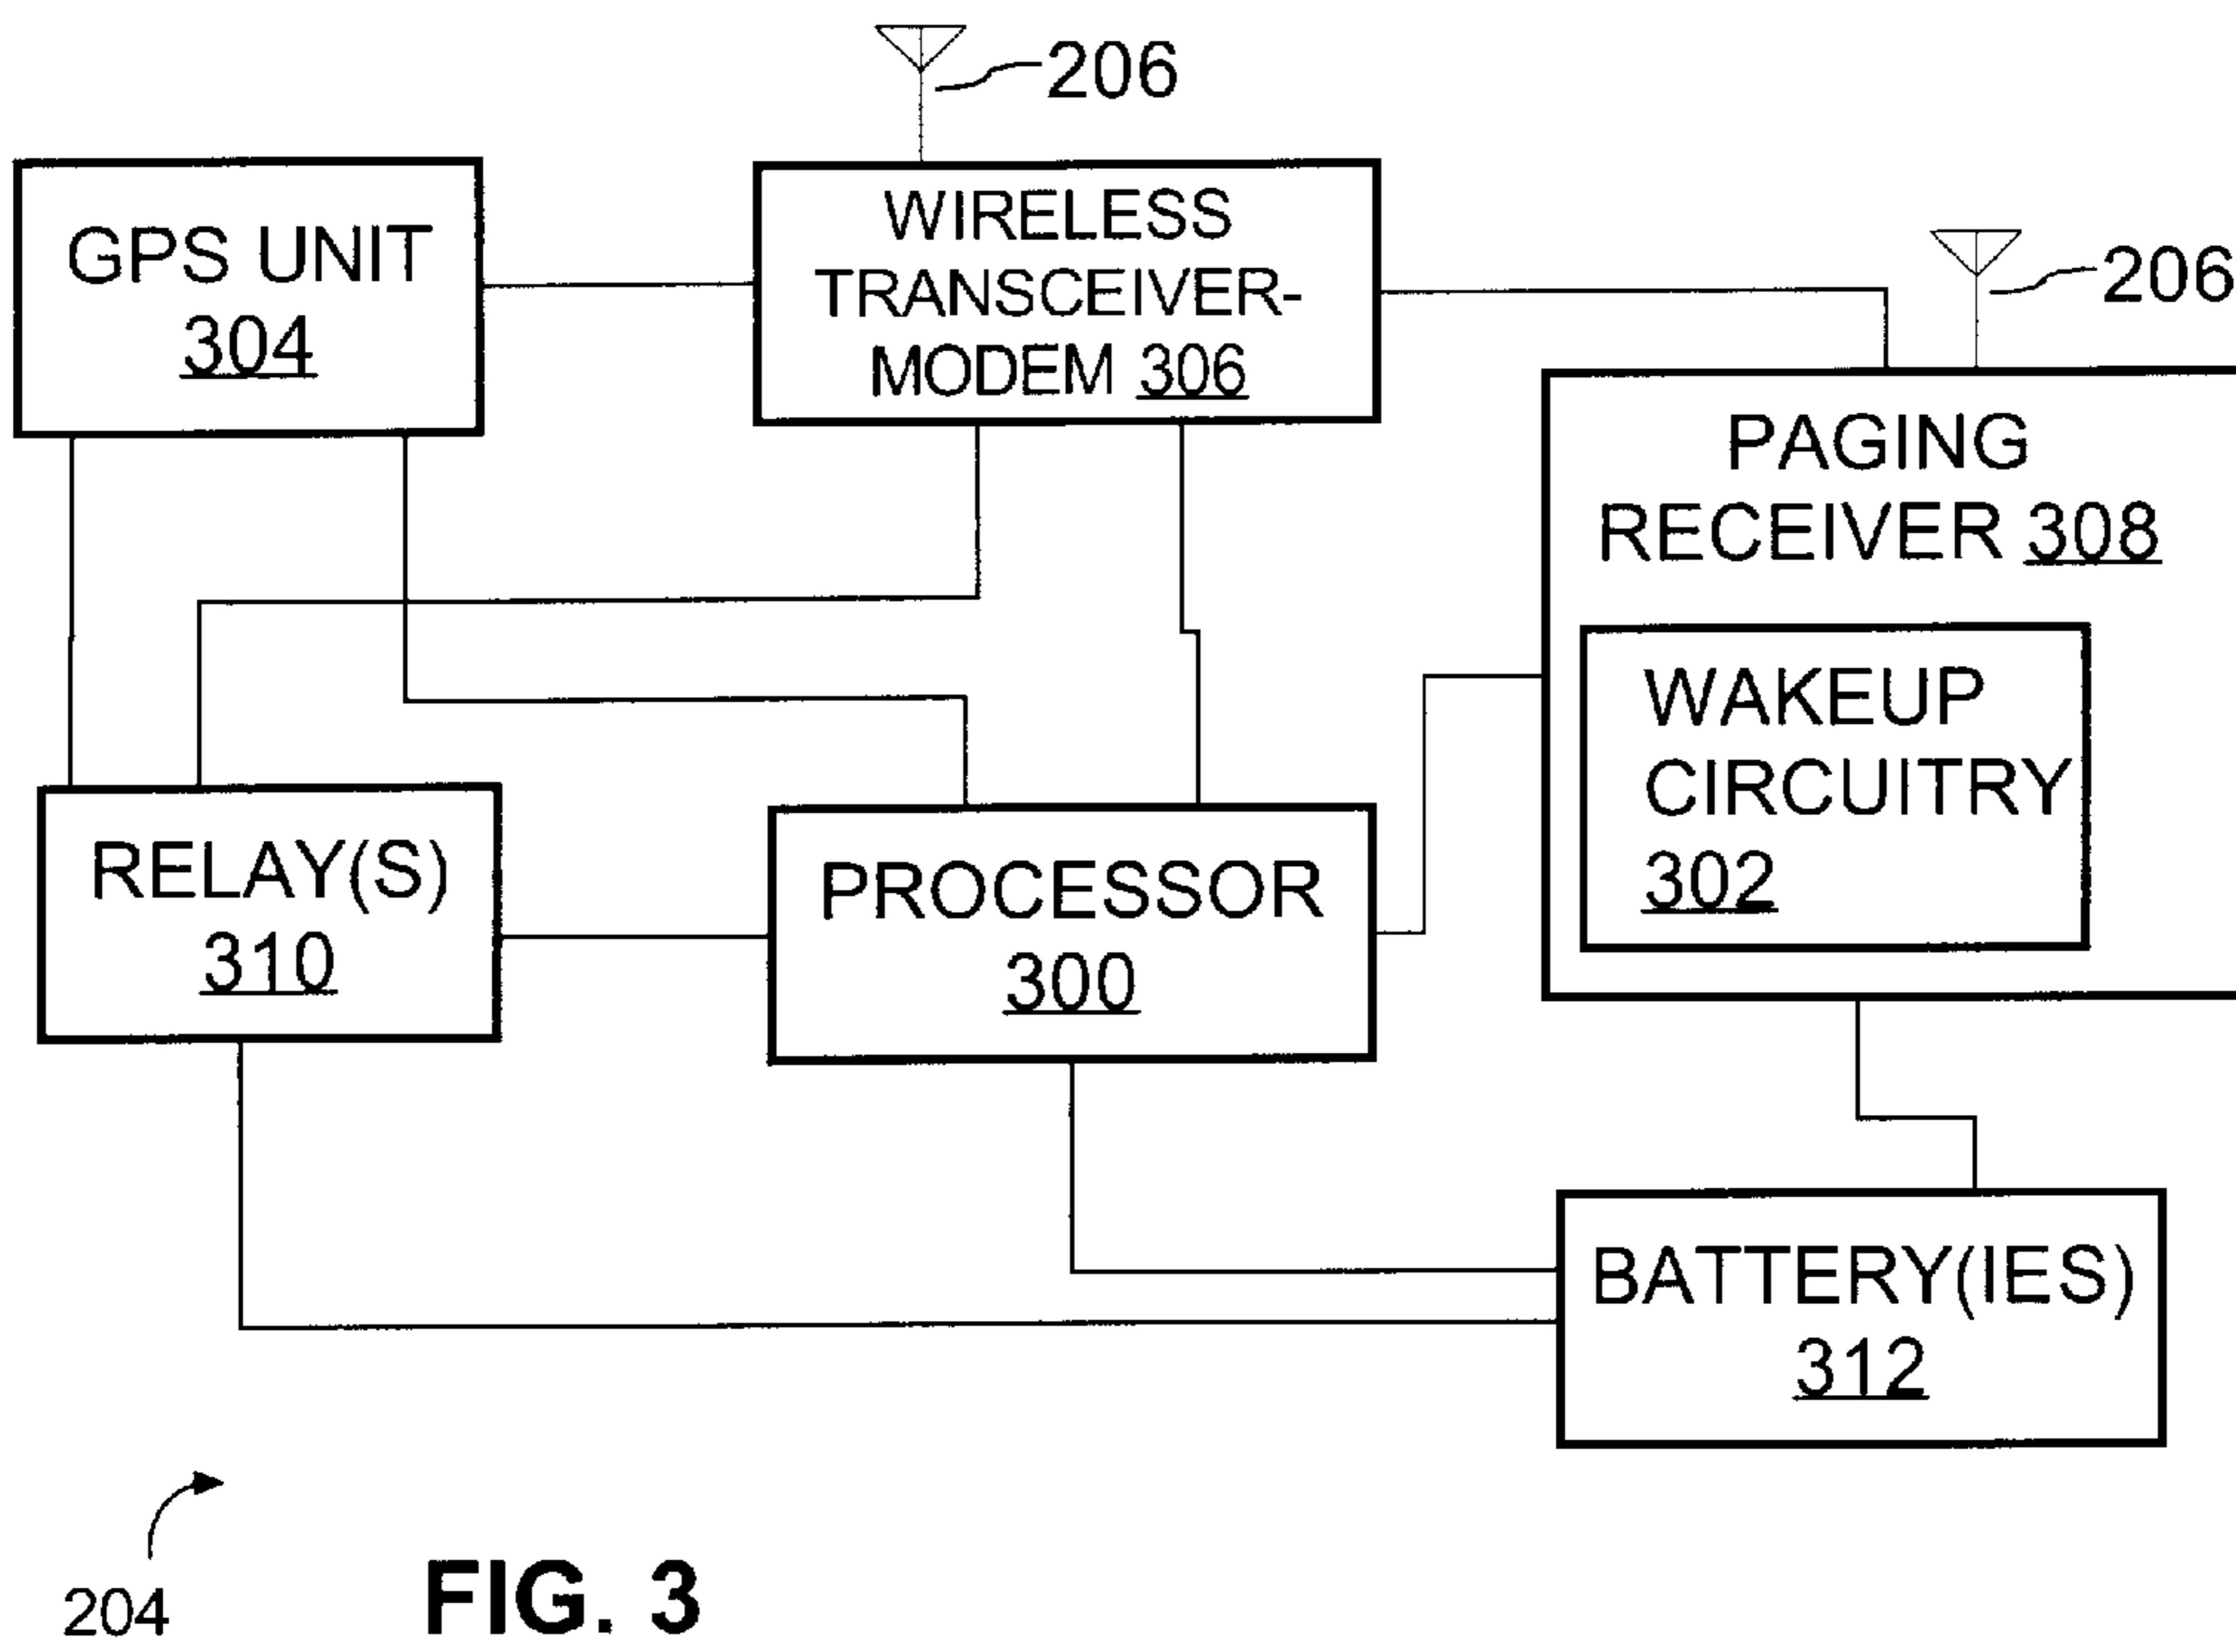 206
GPS UNIT
304
WIRELESS
TRANSCEIVER-
MODEM 306
206
PAGING
RECEIVER 308
WAKEUP
CIRCUITRY
302
RELAY(S)
310
PROCESSOR
300
BATTERY(IES)
312
204
FIG. 3